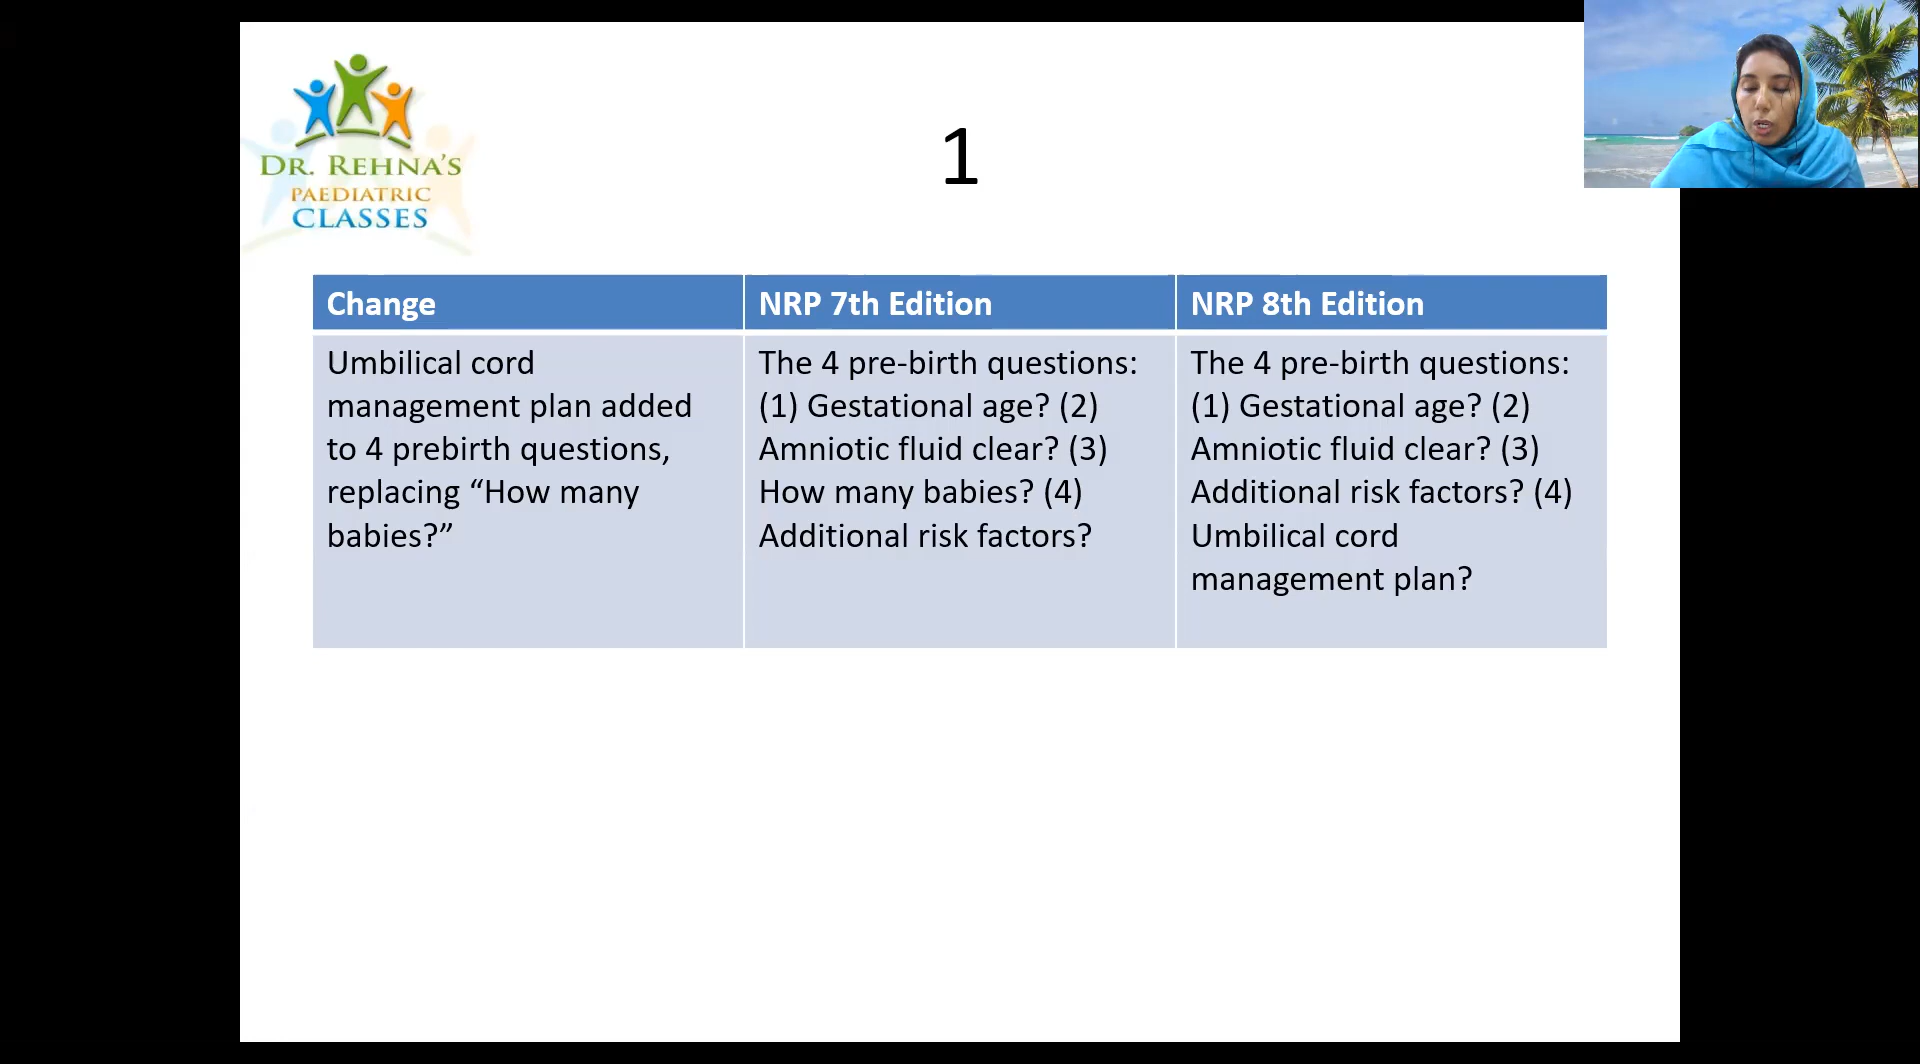 DR. REHNA'S
PAEDIATRIC
CLASSES
1
Change
NRP 7th Edition
NRP 8th Edition
Umbilical cord
management plan added
to 4 prebirth questions,
replacing “How many
babies?”
The 4 pre-birth questions:
(1) Gestational age? (2)
Amniotic fluid clear? (3)
How many babies? (4)
Additional risk factors?
The 4 pre-birth questions:
(1) Gestational age? (2)
Amniotic fluid clear? (3)
Additional risk factors? (4)
Umbilical cord
management plan?